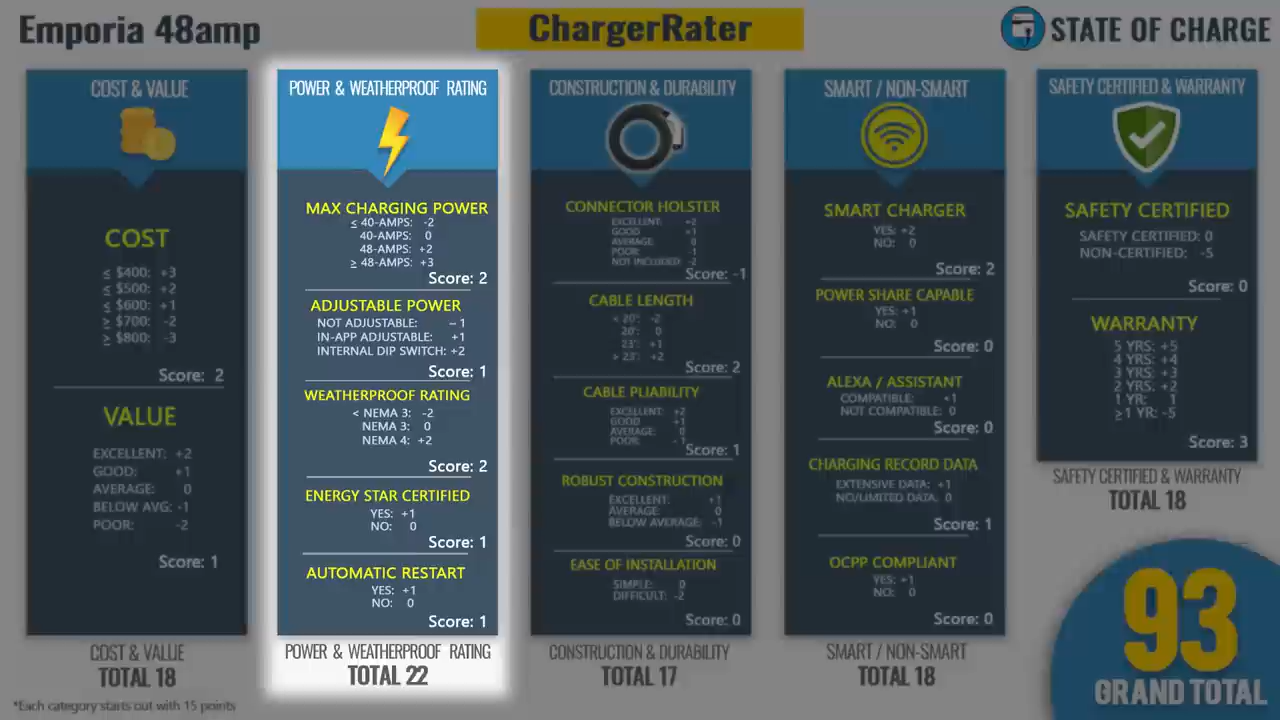 Emporia 48amp
ChargerRater
STATE OF CHARGE
COST & VALUE
COST
≤ $400: +3
≤ $500: +2
≤ $600: +1
≥ $700: -2
≥ $800: -3
Score: 2
VALUE
EXCELLENT: +2
GOOD: +1
AVERAGE: 0
BELOW AVG: -1
POOR: -2
Score: 1
COST & VALUE
TOTAL 18
*Each category starts out with 15 points
POWER & WEATHERPROOF RATING
MAX CHARGING POWER
≤ 40-AMPS: -2
40-AMPS: 0
48-AMPS: +2
≥ 48-AMPS: +3
Score: 2
ADJUSTABLE POWER
NOT ADJUSTABLE: –1
IN-APP ADJUSTABLE: +1
INTERNAL DIP SWITCH: +2
Score: 1
WEATHERPROOF RATING
< NEMA 3: -2
NEMA 3: 0
NEMA 4: +2
Score: 2
ENERGY STAR CERTIFIED
YES: +1
NO: 0
Score: 1
AUTOMATIC RESTART
YES: +1
NO: 0
Score: 1
POWER & WEATHERPROOF RATING
TOTAL 22
CONSTRUCTION & DURABILITY
CONNECTOR HOLSTER
EXCELLENT: +2
GOOD +1
AVERAGE: 0
POOR: -1
NOT INCLUDED -2
Score: -1
CABLE LENGTH
< 20': -2
20': 0
23': +1
> 23': +2
Score: 2
CABLE PLIABILITY
EXCELLENT: +2
GOOD +1
AVERAGE: 0
POOR: -1
Score: 1
ROBUST CONSTRUCTION
EXCELLENT: +1
AVERAGE: 0
BELOW AVERAGE: -1
Score: 0
EASE OF INSTALLATION
SIMPLE: 0
DIFFICULT: -2
Score: 0
CONSTRUCTION & DURABILITY
TOTAL 17
SMART / NON-SMART
SMART CHARGER
YES: +2
NO: 0
Score: 2
POWER SHARE CAPABLE
YES: +1
NO: 0
Score: 0
ALEXA / ASSISTANT
COMPATIBLE: +1
NOT COMPATIBLE: 0
Score: 0
CHARGING RECORD DATA
EXTENSIVE DATA: +1
NO/LIMITED DATA: 0
Score: 1
OCPP COMPLIANT
YES: +1
NO: 0
Score: 0
SMART / NON-SMART
TOTAL 18
SAFETY CERTIFIED & WARRANTY
SAFETY CERTIFIED
SAFETY CERTIFIED: 0
NON-CERTIFIED: -5
Score: 0
WARRANTY
5 YRS: +5
4 YRS: +4
3 YRS: +3
2 YRS: +2
1 YR: 1
≥1 YR: -5
Score: 3
SAFETY CERTIFIED & WARRANTY
TOTAL 18
93
GRAND TOTAL